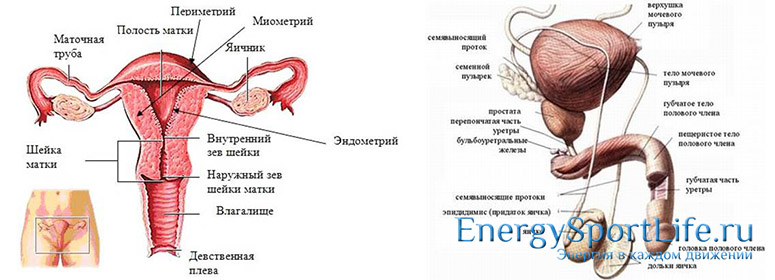 Периметрий
Миометрий
Полость матки
Маточная
труба
Яичник
Внутренний
зев шейки
Эндометрий
Шейка
матки
Наружный зев
шейки матки
Влагалище
Девственная
плева
верхушка
мочевого
пузыря
семявыносящий
проток
семенной
пузырек
тело мочевого
пузыря
простата
перепончатая часть
уретры
бульбоуретральные
железы
губчатое тело
полового члена
пещеристое тело
полового члена
губчатая часть
уретры
семявыносящие протоки
эпидидимис (придаток яичка)
яички
EnergySportLife.ru
Энергия в каждом движении
головка полового члена
дольки яичка